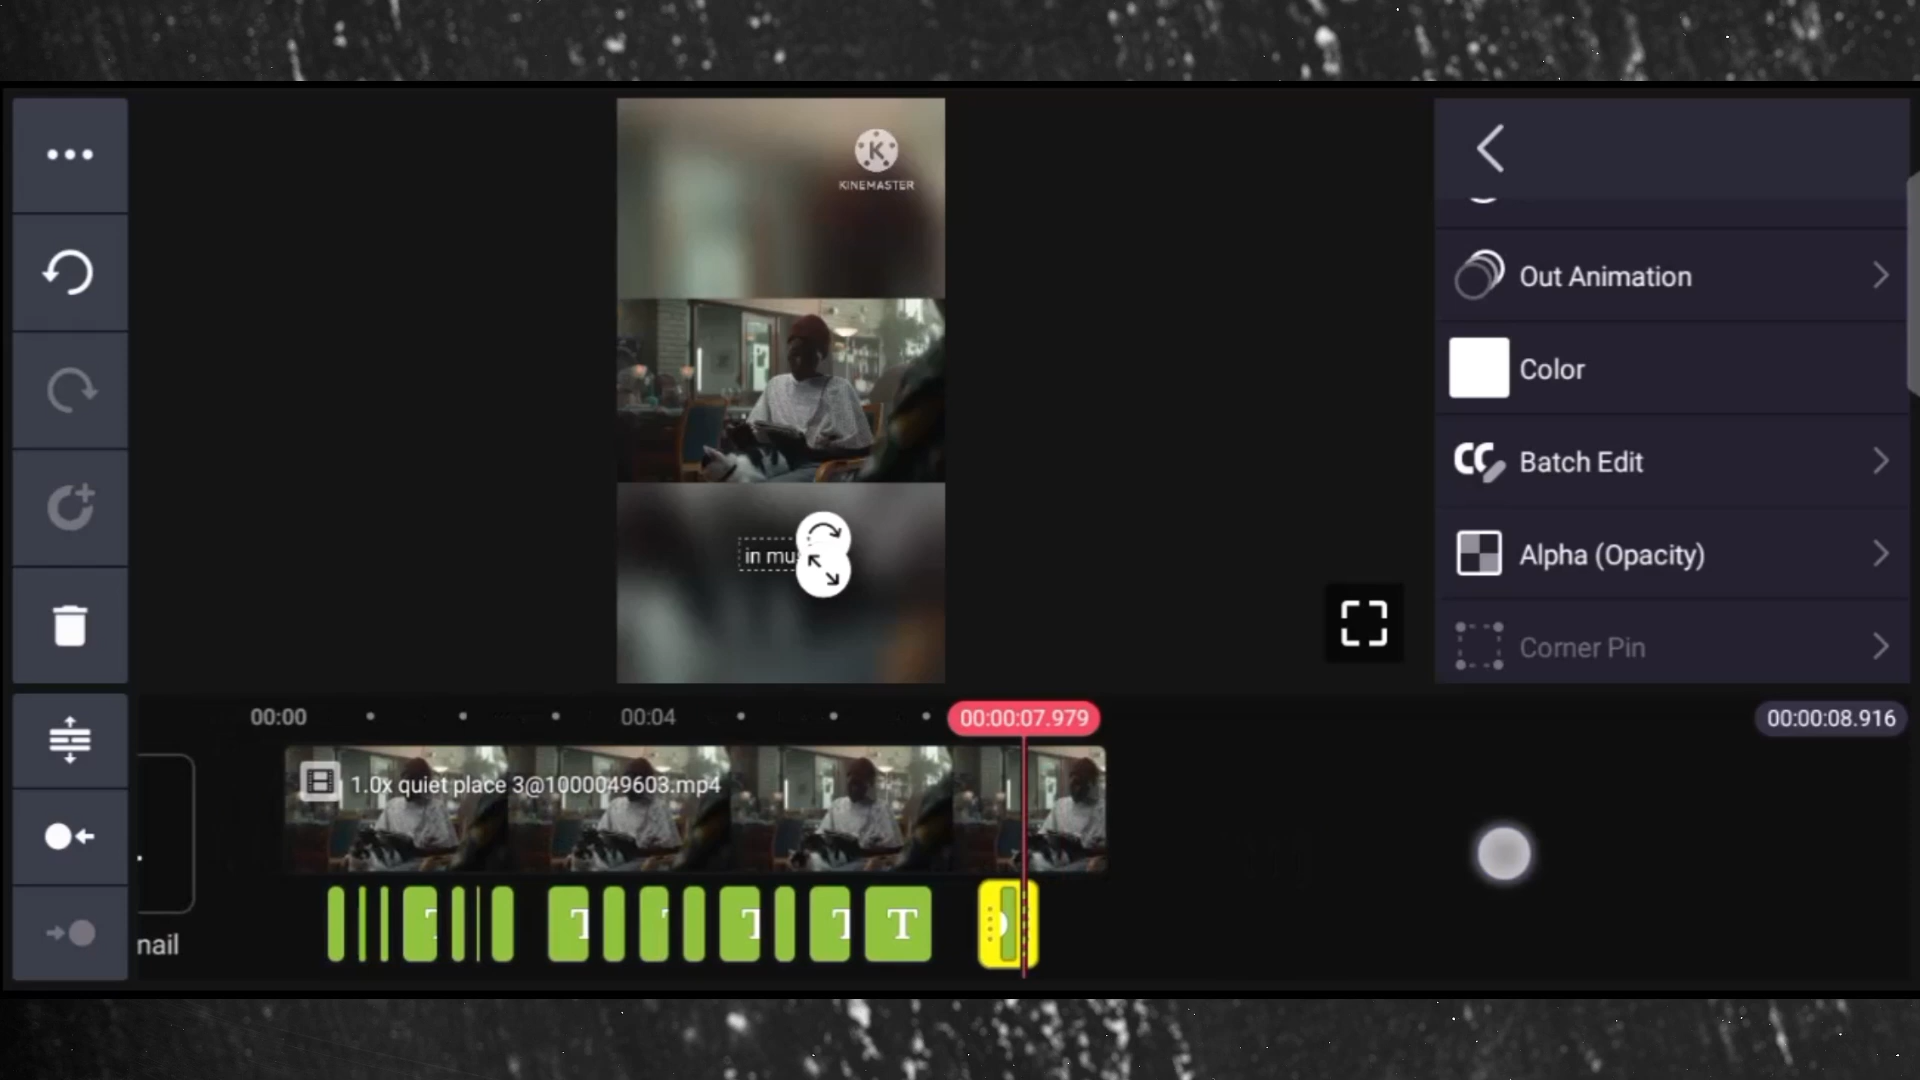 KINEMASTER
Out Animation
Color
Batch Edit
Alpha (Opacity)
in mu
Corner Pin
00:00
00:04
00:00:07.979
00:00:08.916
1.0x quiet place 3@1000049603.mp4
T
nail